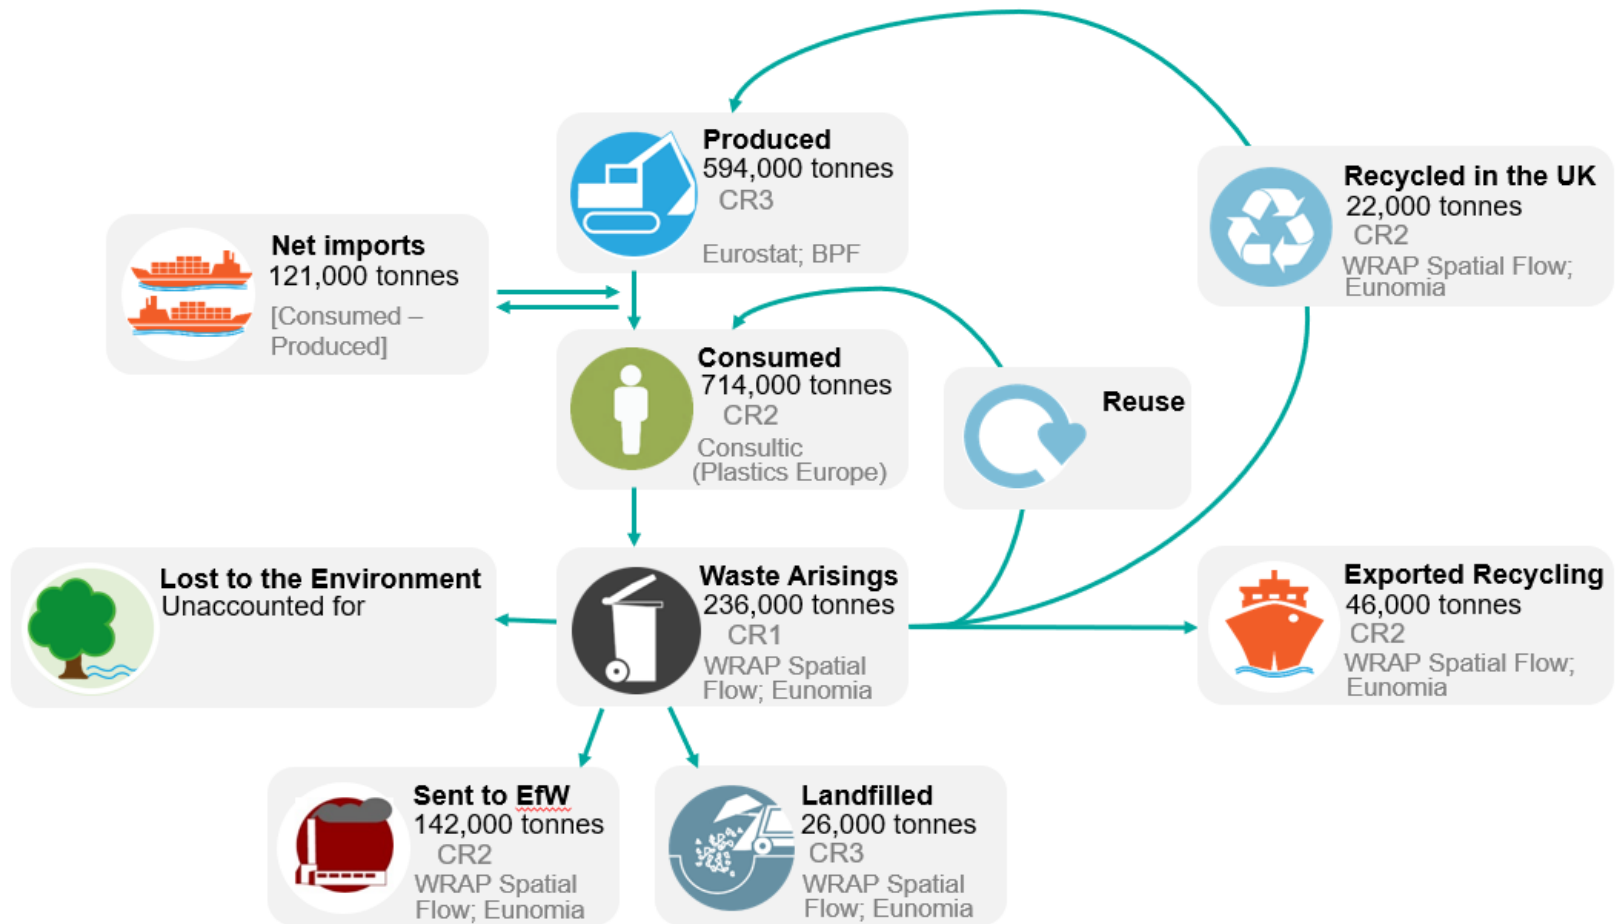 Produced
594,000 tonnes
CR3
Eurostat; BPF
Recycled in the UK
22,000 tonnes
CR2
WRAP Spatial Flow;
Eunomia
Net imports
121,000 tonnes
[Consumed –
Produced]
Consumed
714,000 tonnes
CR2
Consultic
(Plastics Europe)
Reuse
Lost to the Environment
Unaccounted for
Waste Arisings
236,000 tonnes
CR1
WRAP Spatial
Flow; Eunomia
Exported Recycling
46,000 tonnes
CR2
WRAP Spatial Flow;
Eunomia
Sent to EfW
142,000 tonnes
CR2
WRAP Spatial
Flow; Eunomia
Landfilled
26,000 tonnes
CR3
WRAP Spatial
Flow; Eunomia